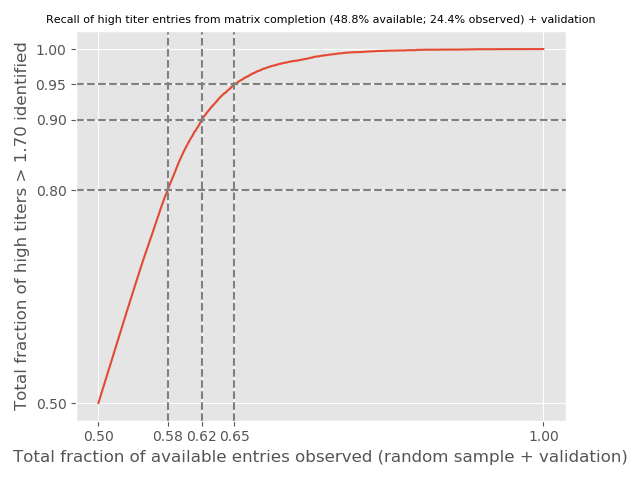 Recall of high titer entries from matrix completion (48.8% available; 24.4% observed) + validation
Total fraction of high titers > 1.70 identified
1.00
0.95
0.90
0.80
0.50
0.50 0.58 0.62 0.65 1.00
Total fraction of available entries observed (random sample + validation)